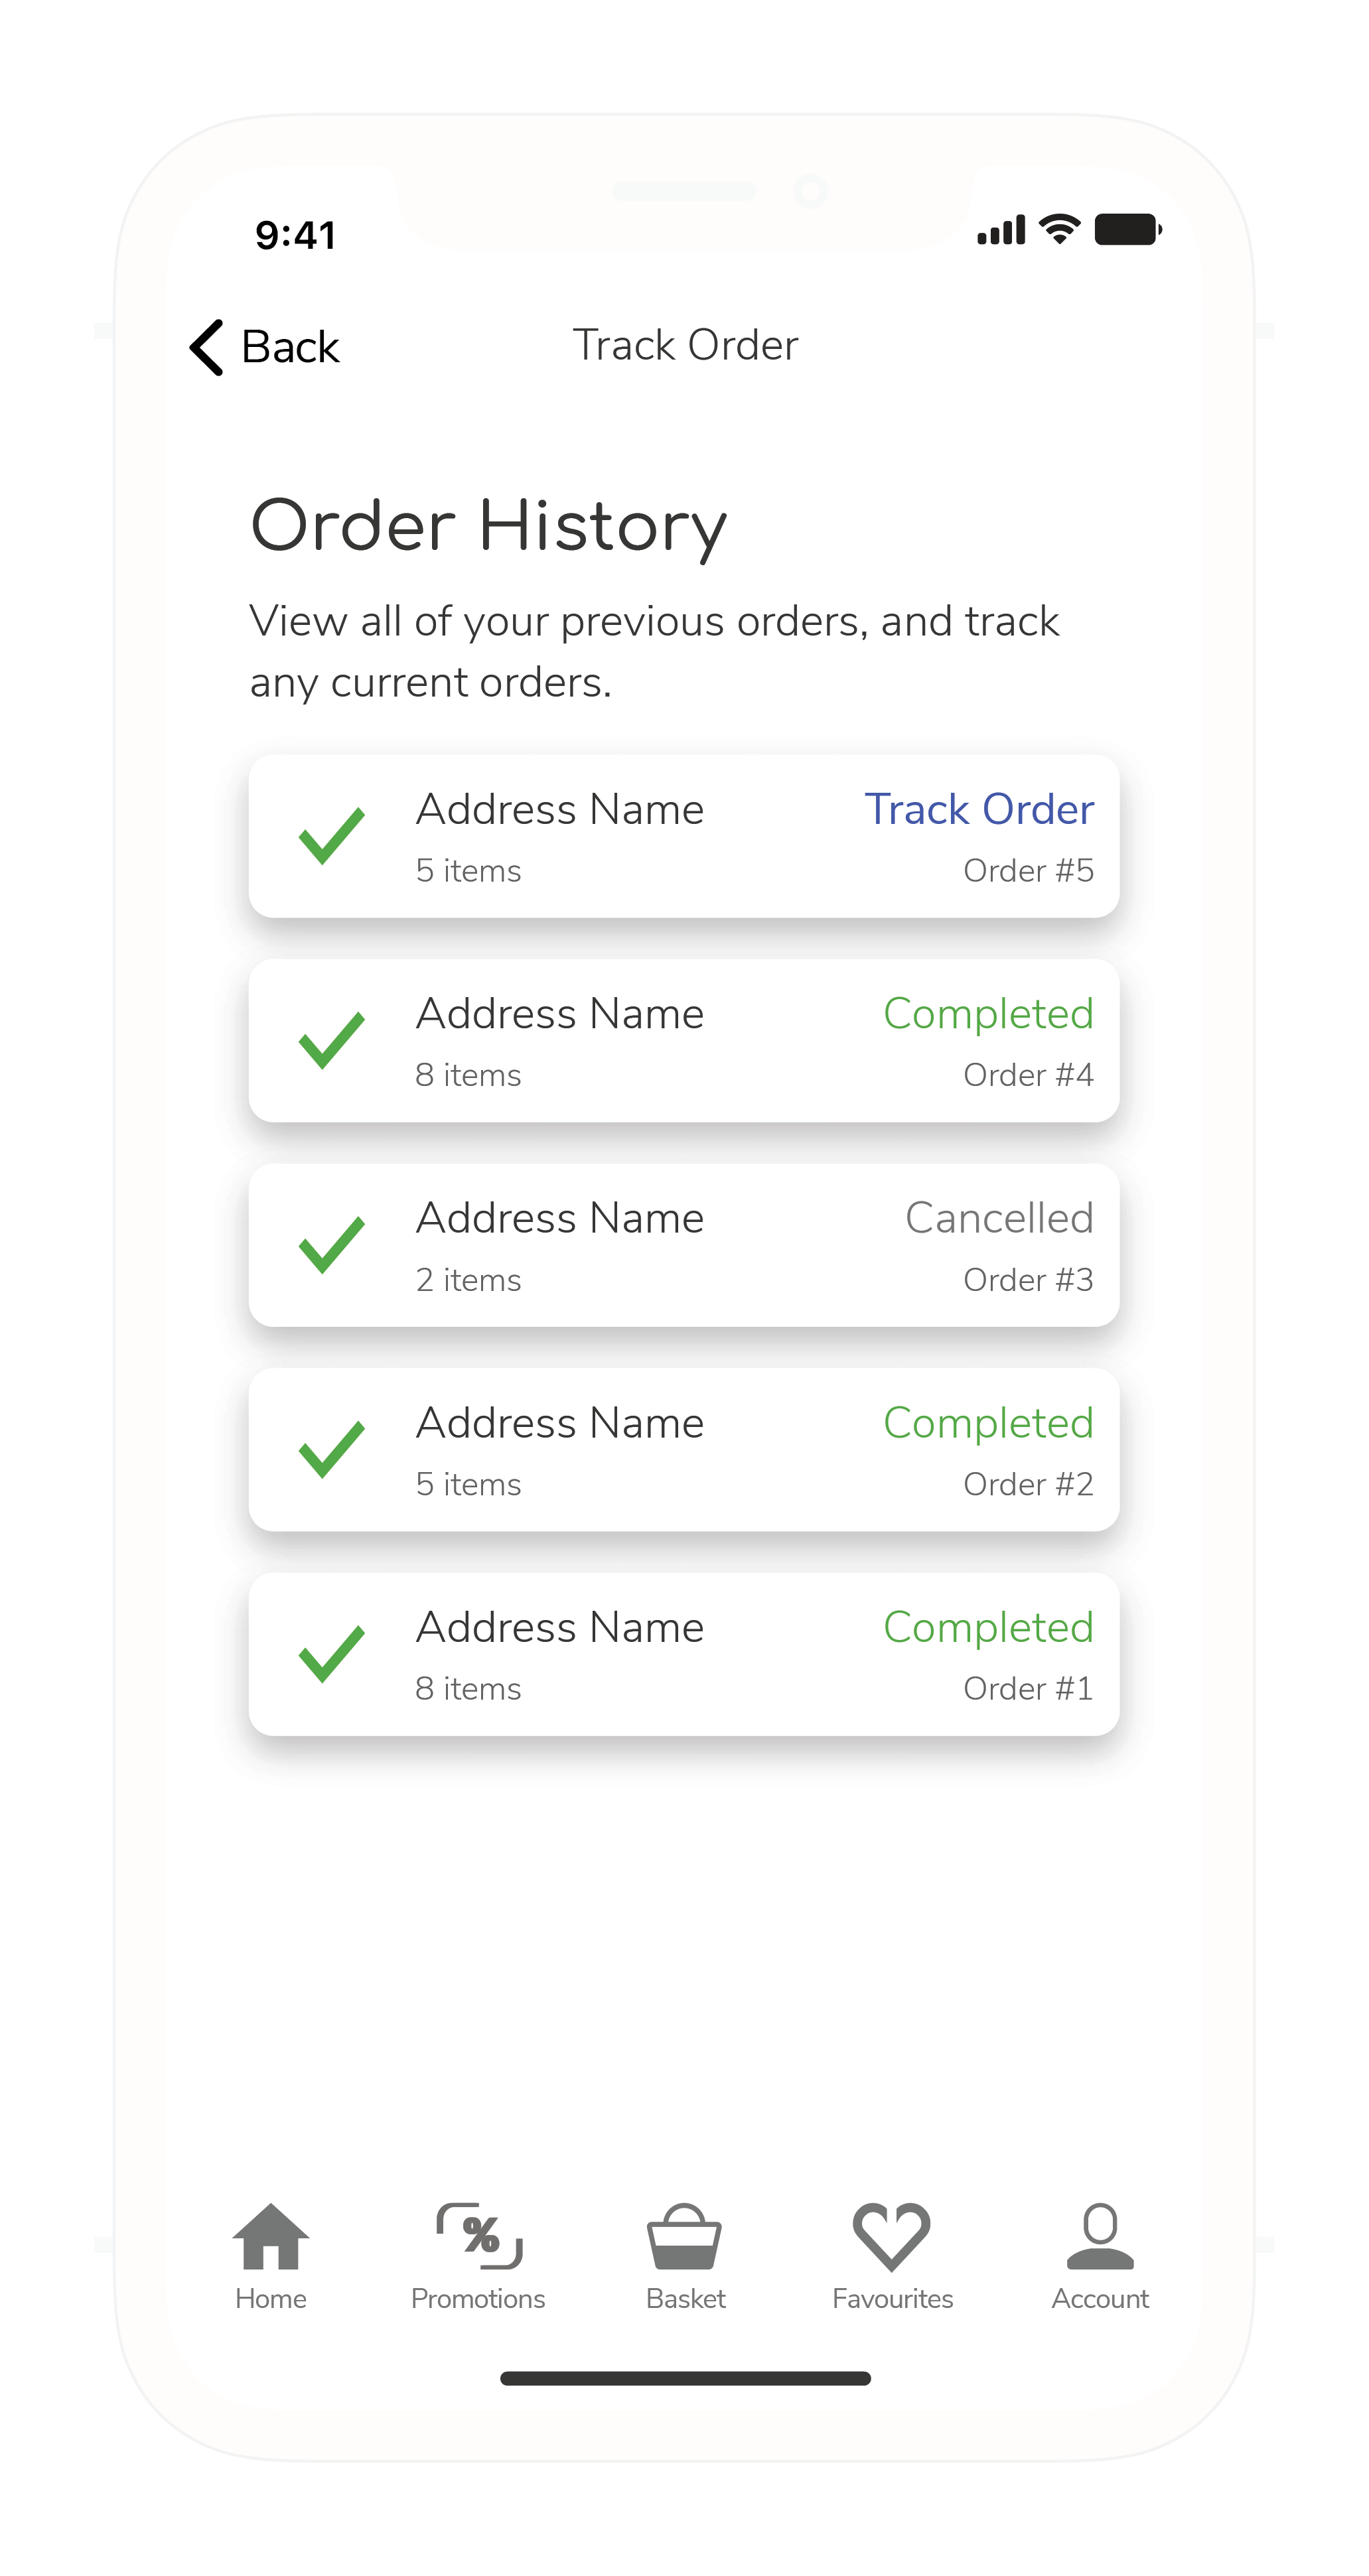 9:41
Back
Track Order
Order History
View all of your previous orders, and track
any current orders.
Address Name
Track Order
5 items
Order #5
Address Name
Completed
8 items
Order #4
Address Name
Cancelled
2 items
Order #3
Address Name
Completed
5 items
Order #2
Address Name
Completed
8 items
Order #1
%
Home
Promotions
Basket
Favourites
Account